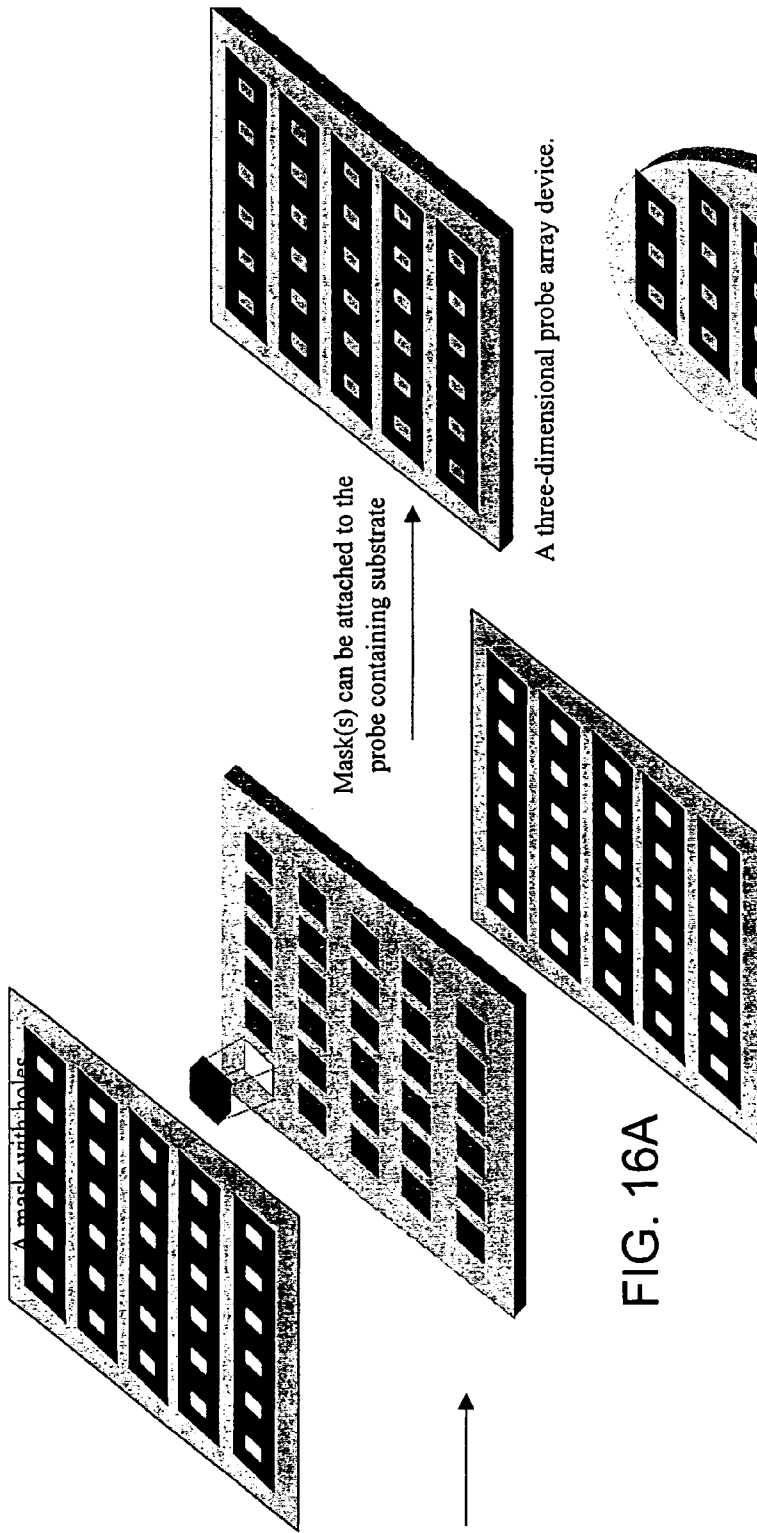 A mask with holes
Mask(s) can be attached to the
probe containing substrate
A three-dimensional probe array device.
FIG. 16A